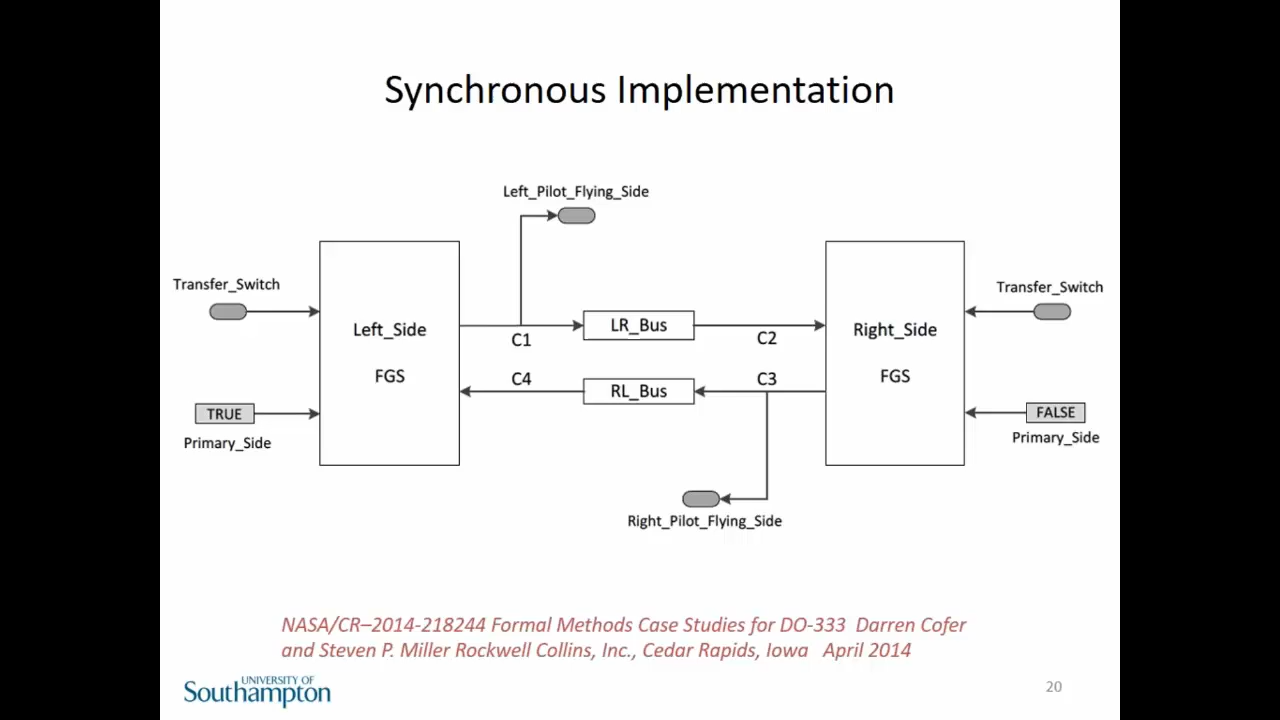 Synchronous Implementation
Left_Pilot_Flying_Side
Transfer_Switch
Transfer_Switch
Left_Side
FGS
LR_Bus
C1
C2
Right_Side
FGS
C4
RL_Bus
C3
TRUE
Primary_Side
FALSE
Primary_Side
Right_Pilot_Flying_Side
NASA/CR–2014-218244 Formal Methods Case Studies for DO-333 Darren Cofer
and Steven P. Miller Rockwell Collins, Inc., Cedar Rapids, Iowa April 2014
UNIVERSITY OF
Southampton
20